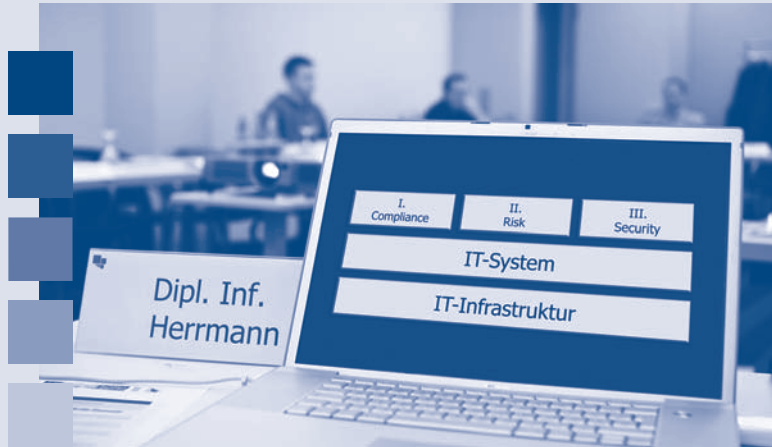 Dipl. Inf.
Herrmann
I.
Compliance
II.
Risk
III.
Security
IT-System
IT-Infrastruktur